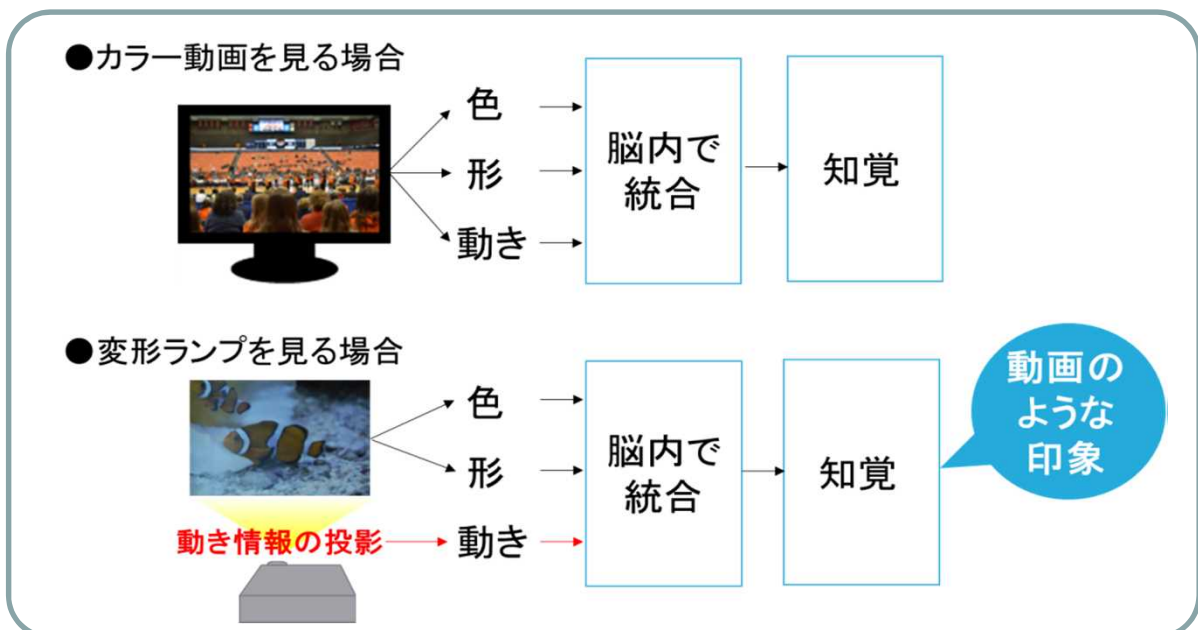 ●カラー動画を見る場合
色
形
動き
脳内で
統合
知覚
●変形ランプを見る場合
色
形
動き情報の投影
動き
脳内で
統合
知覚
動画の
ような
印象